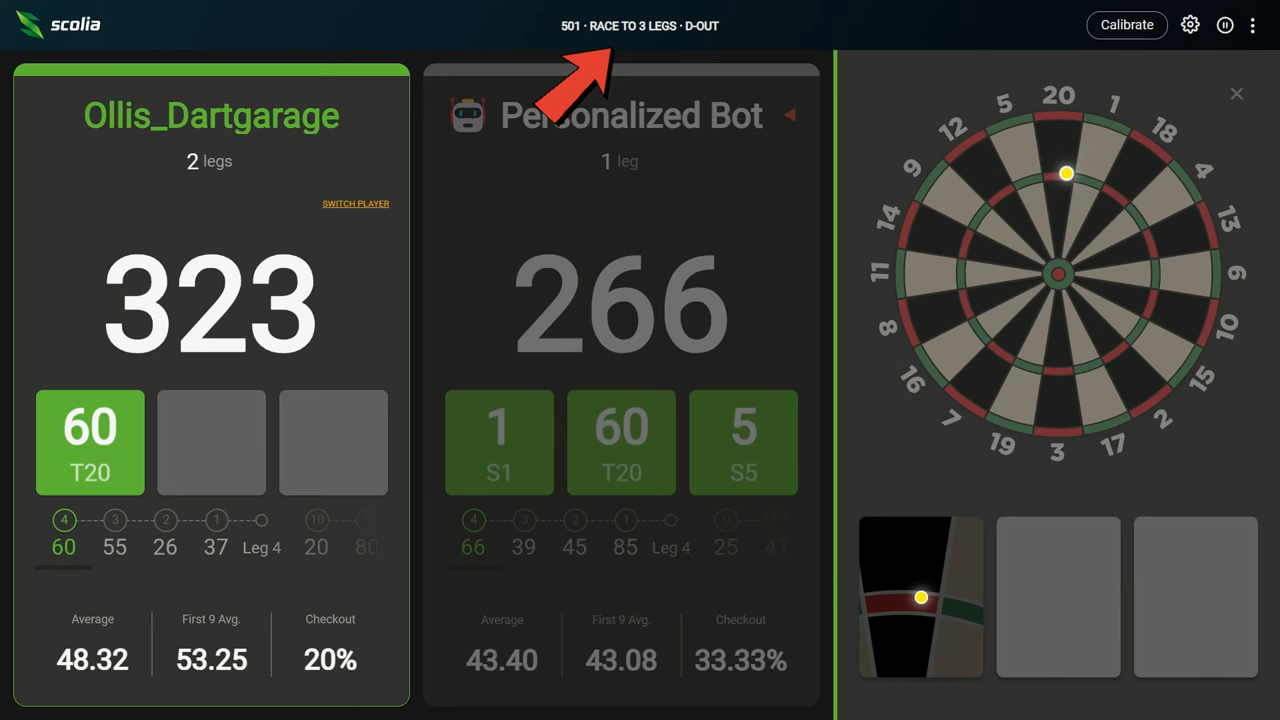 scolia
501 · RACE TO 3 LEGS · D-OUT
Calibrate
Ollis_Dartgarage
2 legs
SWITCH PLAYER
323
60
T20
4 3 2 1 10
60 55 26 37 Leg 4 20 80
Average First 9 Avg. Checkout
48.32 53.25 20%
Personalized Bot
1 leg
266
1 60 5
S1 T20 S5
4 3 2 1 9
66 39 45 85 Leg 4 25 41
Average First 9 Avg. Checkout
43.40 43.08 33.33%
20 1 18 4 13 6 10 15 2 17 3 19 7 16 8 11 14 9 12 5